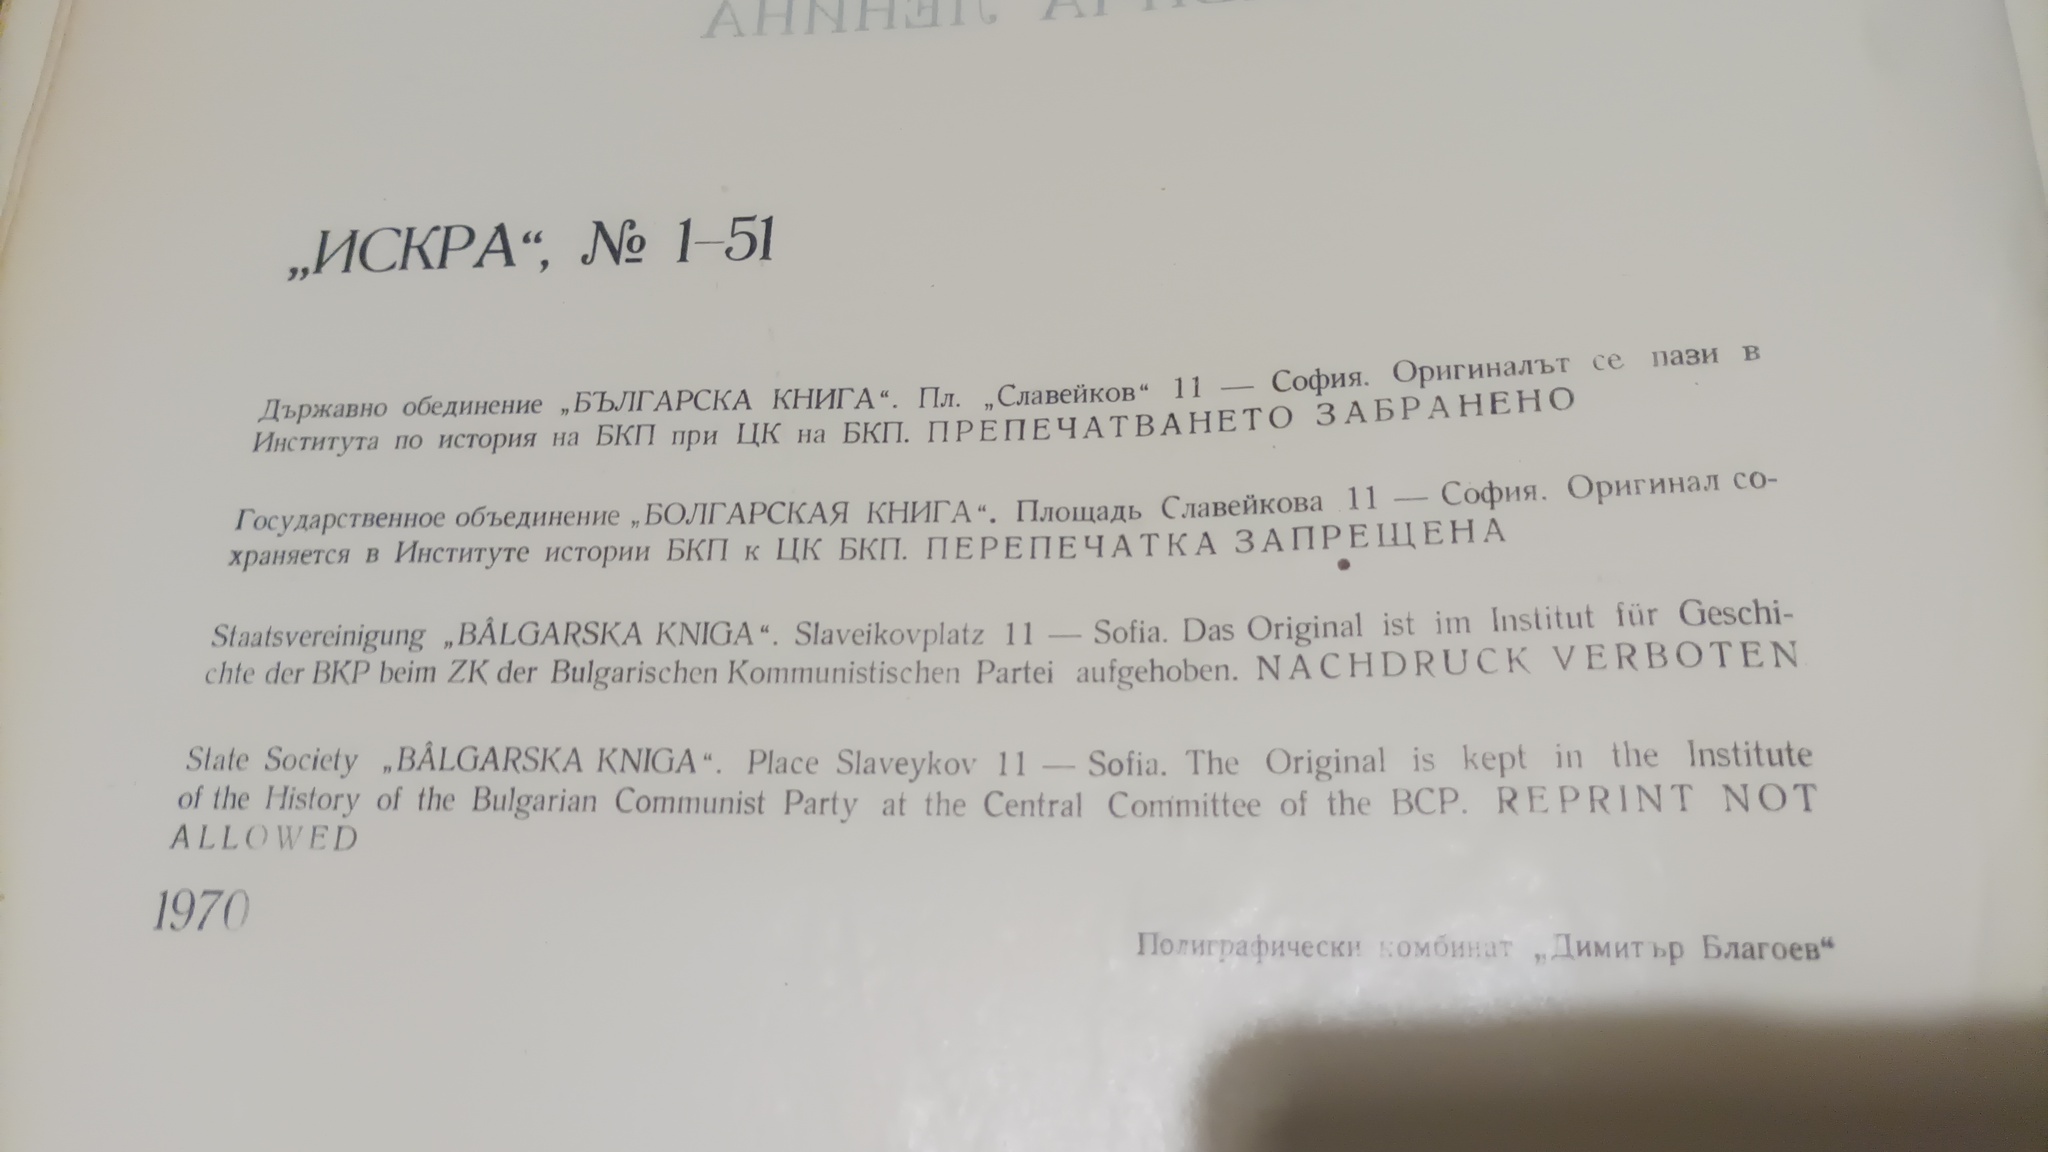 ЛЕНИНА
„ИСКРА“, № 1–51
Държавно обединение „БЪЛГАРСКА КНИГА“. Пл. „Славейков“ 11 — София. Оригиналът се пази в
Института по история на БКП при ЦК на БКП. ПРЕПЕЧАТВАНЕТО ЗАБРАНЕНО
Государственное объединение „БОЛГАРСКАЯ КНИГА“. Площадь Славейкова 11 — София. Оригинал со-
храняется в Институте истории БКП к ЦК БКП. ПЕРЕПЕЧАТКА ЗАПРЕЩЕНА
Staatsvereinigung „BÂLGARSKA KNIGA“. Slaveikovplatz 11 — Sofia. Das Original ist im Institut für Geschi-
chte der BKP beim ZK der Bulgarischen Kommunistischen Partei aufgehoben. NACHDRUCK VERBOTEN
State Society „BÂLGARSKA KNIGA“. Place Slaveykov 11 — Sofia. The Original is kept in the Institute
of the History of the Bulgarian Communist Party at the Central Committee of the BCP. REPRINT NOT
ALLOWED
1970
Полиграфически комбинат „Димитър Благоев“